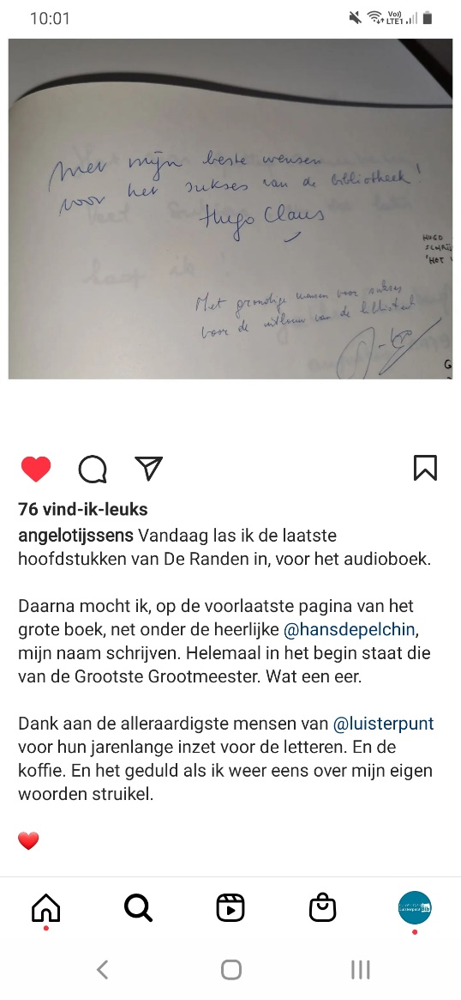 10:01
Vo))
LTE1
Met mijn beste wensen
voor het sukses van de bibliotheek!
Hugo Claus
HUGO
SCHRIJ
'HET
Met grondige wensen voor sukses
voor de uitbouw van de
G
76 vind-ik-leuks
angelotijssens Vandaag las ik de laatste
hoofdstukken van De Randen in, voor het audioboek.
Daarna mocht ik, op de voorlaatste pagina van het
grote boek, net onder de heerlijke @hansdepelchin,
mijn naam schrijven. Helemaal in het begin staat die
van de Grootste Grootmeester. Wat een eer.
Dank aan de alleraardigste mensen van @luisterpunt
voor hun jarenlange inzet voor de letteren. En de
koffie. En het geduld als ik weer eens over mijn eigen
woorden struikel.